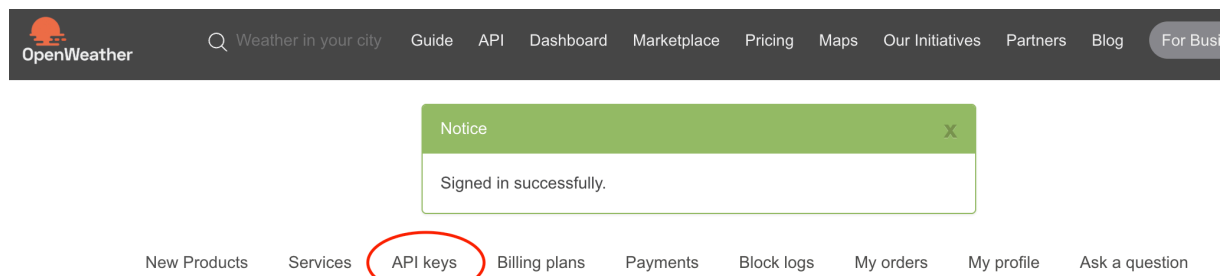 OpenWeather
Weather in your city Guide API Dashboard Marketplace Pricing Maps Our Initiatives Partners Blog For Busi
Notice x
Signed in successfully.
New Products Services API keys Billing plans Payments Block logs My orders My profile Ask a question